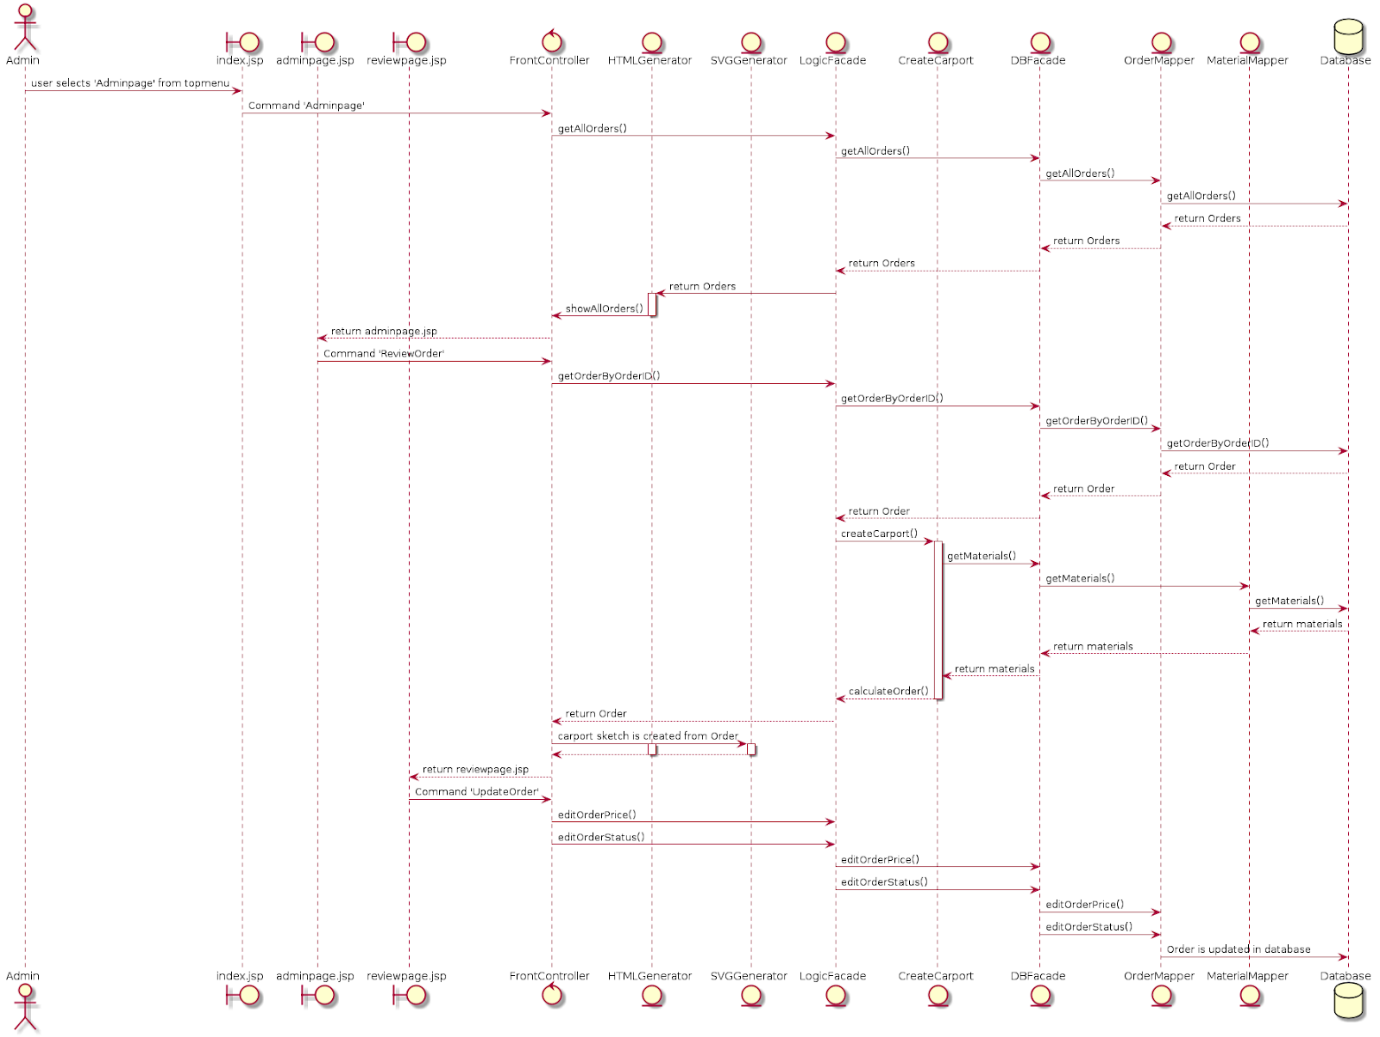 Admin
index.jsp
adminpage.jsp
reviewpage.jsp
FrontController
HTMLGenerator
SVGGenerator
LogicFacade
CreateCarport
DBFacade
OrderMapper
MaterialMapper
Database
user selects 'Adminpage' from topmenu
Command 'Adminpage'
getAllOrders()
getAllOrders()
getAllOrders()
getAllOrders()
return Orders
return Orders
return Orders
return Orders
showAllOrders()
return adminpage.jsp
Command 'ReviewOrder'
getOrderByOrderID()
getOrderByOrderID()
getOrderByOrderID()
getOrderByOrderID()
return Order
return Order
return Order
createCarport()
getMaterials()
getMaterials()
getMaterials()
return materials
return materials
return materials
calculateOrder()
return Order
carport sketch is created from Order
return reviewpage.jsp
Command 'UpdateOrder'
editOrderPrice()
editOrderStatus()
editOrderPrice()
editOrderStatus()
editOrderPrice()
editOrderStatus()
Order is updated in database
Admin
index.jsp
adminpage.jsp
reviewpage.jsp
FrontController
HTMLGenerator
SVGGenerator
LogicFacade
CreateCarport
DBFacade
OrderMapper
MaterialMapper
Database